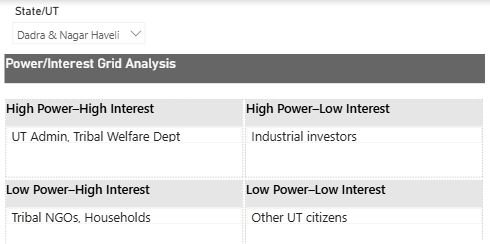 State/UT
Dadra & Nagar Haveli
Power/Interest Grid Analysis
High Power–High Interest
High Power–Low Interest
UT Admin, Tribal Welfare Dept
Industrial investors
Low Power–High Interest
Low Power–Low Interest
Tribal NGOs, Households
Other UT citizens